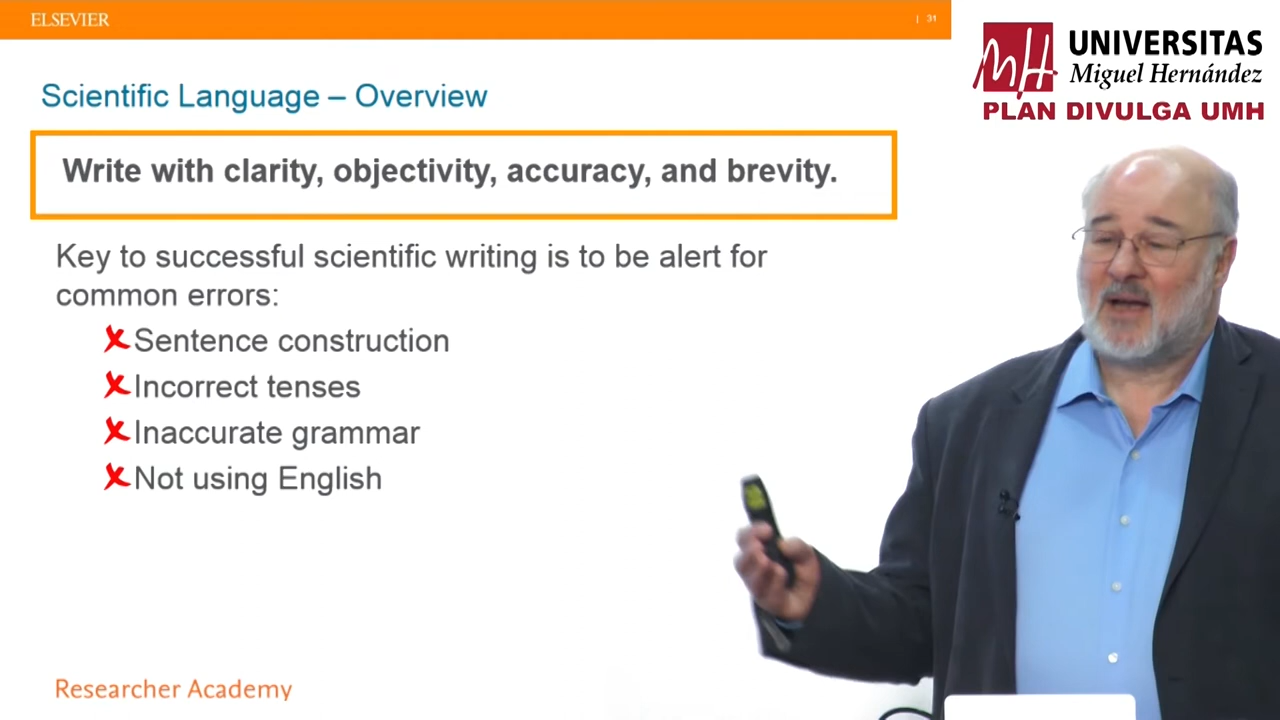 ELSEVIER
| 31
UNIVERSITAS
Miguel Hernández
PLAN DIVULGA UMH
Scientific Language – Overview
Write with clarity, objectivity, accuracy, and brevity.
Key to successful scientific writing is to be alert for
common errors:
✗Sentence construction
✗Incorrect tenses
✗Inaccurate grammar
✗Not using English
Researcher Academy